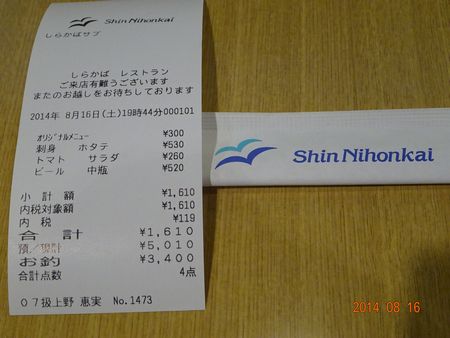 Shin Nihonkai
しらかばサブ
しらかば レストラン
ご来店有難うございます
またのお越しをお待ちしております
2014年 8月16日(土)19時44分000101
オリジナルメニュー ¥300
刺身 ホタテ ¥530
トマト サラダ ¥260
ビール 中瓶 ¥520
小計額 ¥1,610
内税対象額 ¥1,610
内税 ¥119
合計 ¥1,610
預/現計 ¥5,010
お釣 ¥3,400
合計点数 4点
07扱上野 恵実 No.1473
Shin Nihonkai
2014 08 16